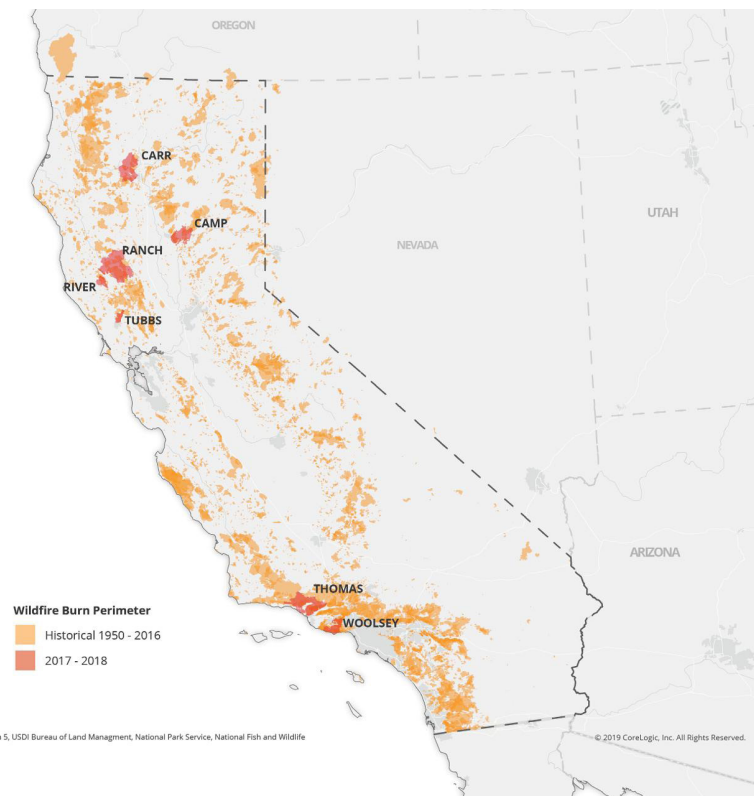 OREGON
CARR
UTAH
CAMP
NEVADA
RANCH
RIVER
TUBBS
ARIZONA
THOMAS
WOOLSEY
Wildfire Burn Perimeter
Historical 1950 - 2016
2017 - 2018
5, USDI Bureau of Land Managment, National Park Service, National Fish and Wildlife
© 2019 CoreLogic, Inc. All Rights Reserved.